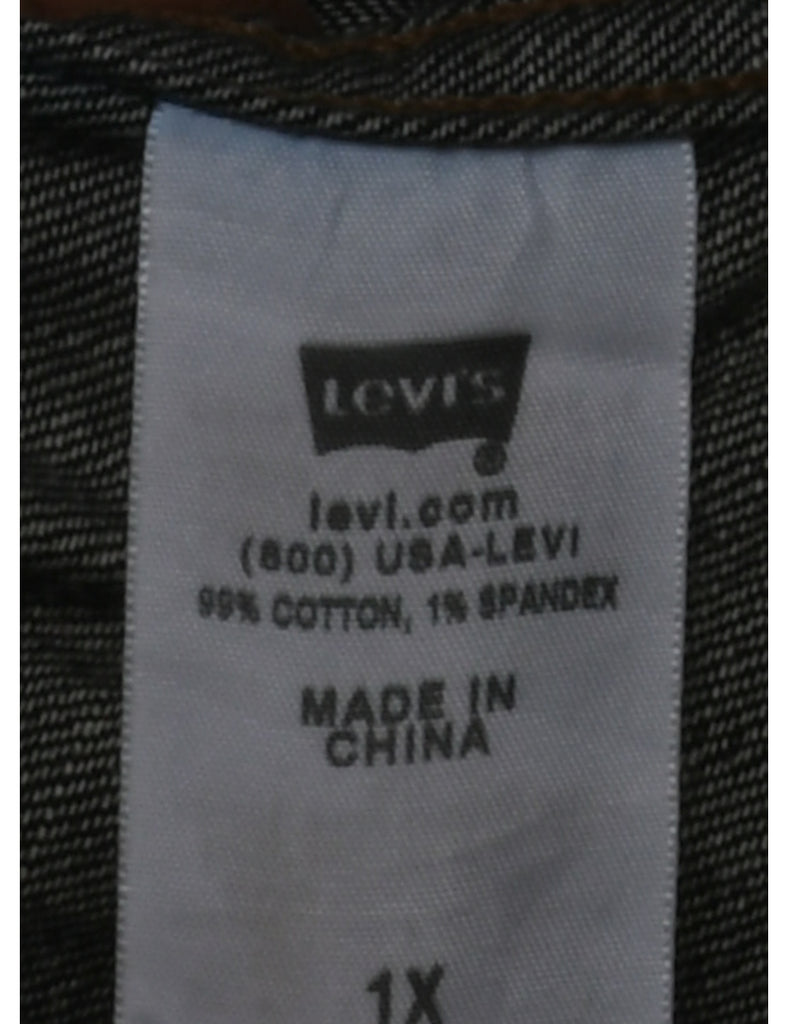 LeVI'S
levi.com
(800) USA-LEVI
99% COTTON, 1% SPANDEX
MADE IN
CHINA
1X